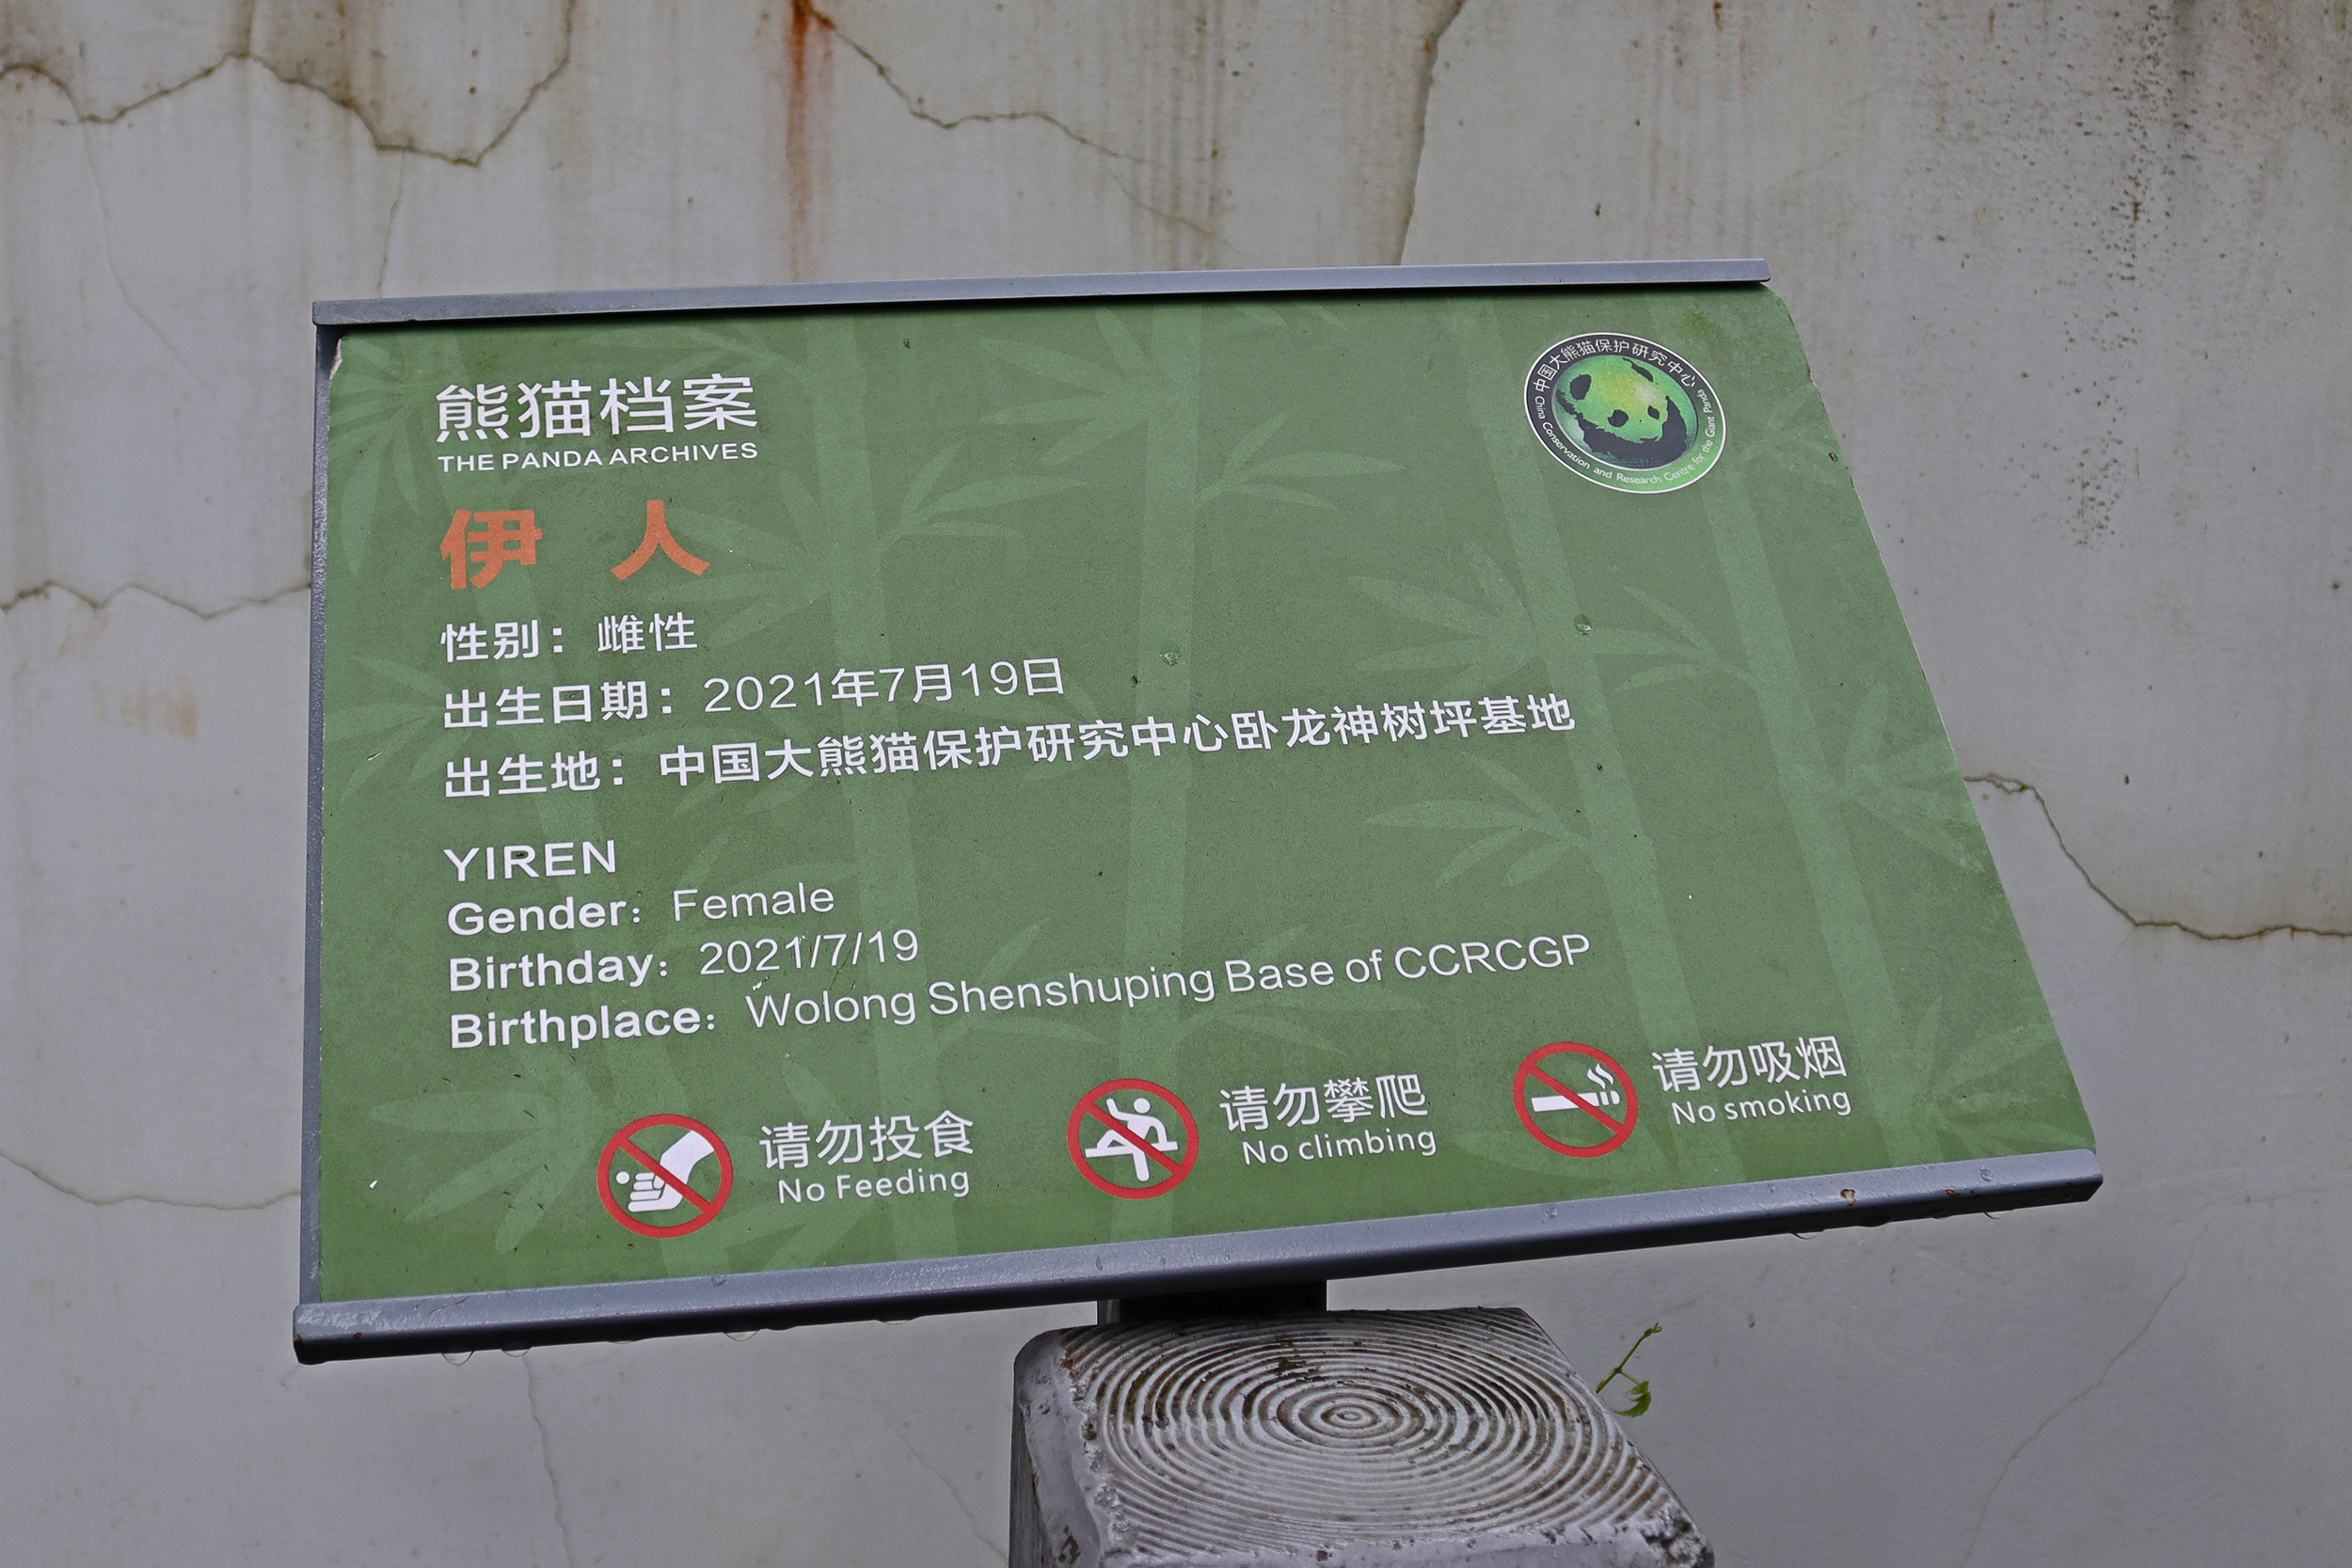 熊猫档案
THE PANDA ARCHIVES
中国大熊猫保护研究中心
China Conservation and Research Centre for the Giant Panda
伊 人
性别：雌性
出生日期：2021年7月19日
出生地：中国大熊猫保护研究中心卧龙神树坪基地
YIREN
Gender：Female
Birthday：2021/7/19
Birthplace：Wolong Shenshuping Base of CCRCGP
请勿投食
No Feeding
请勿攀爬
No climbing
请勿吸烟
No smoking